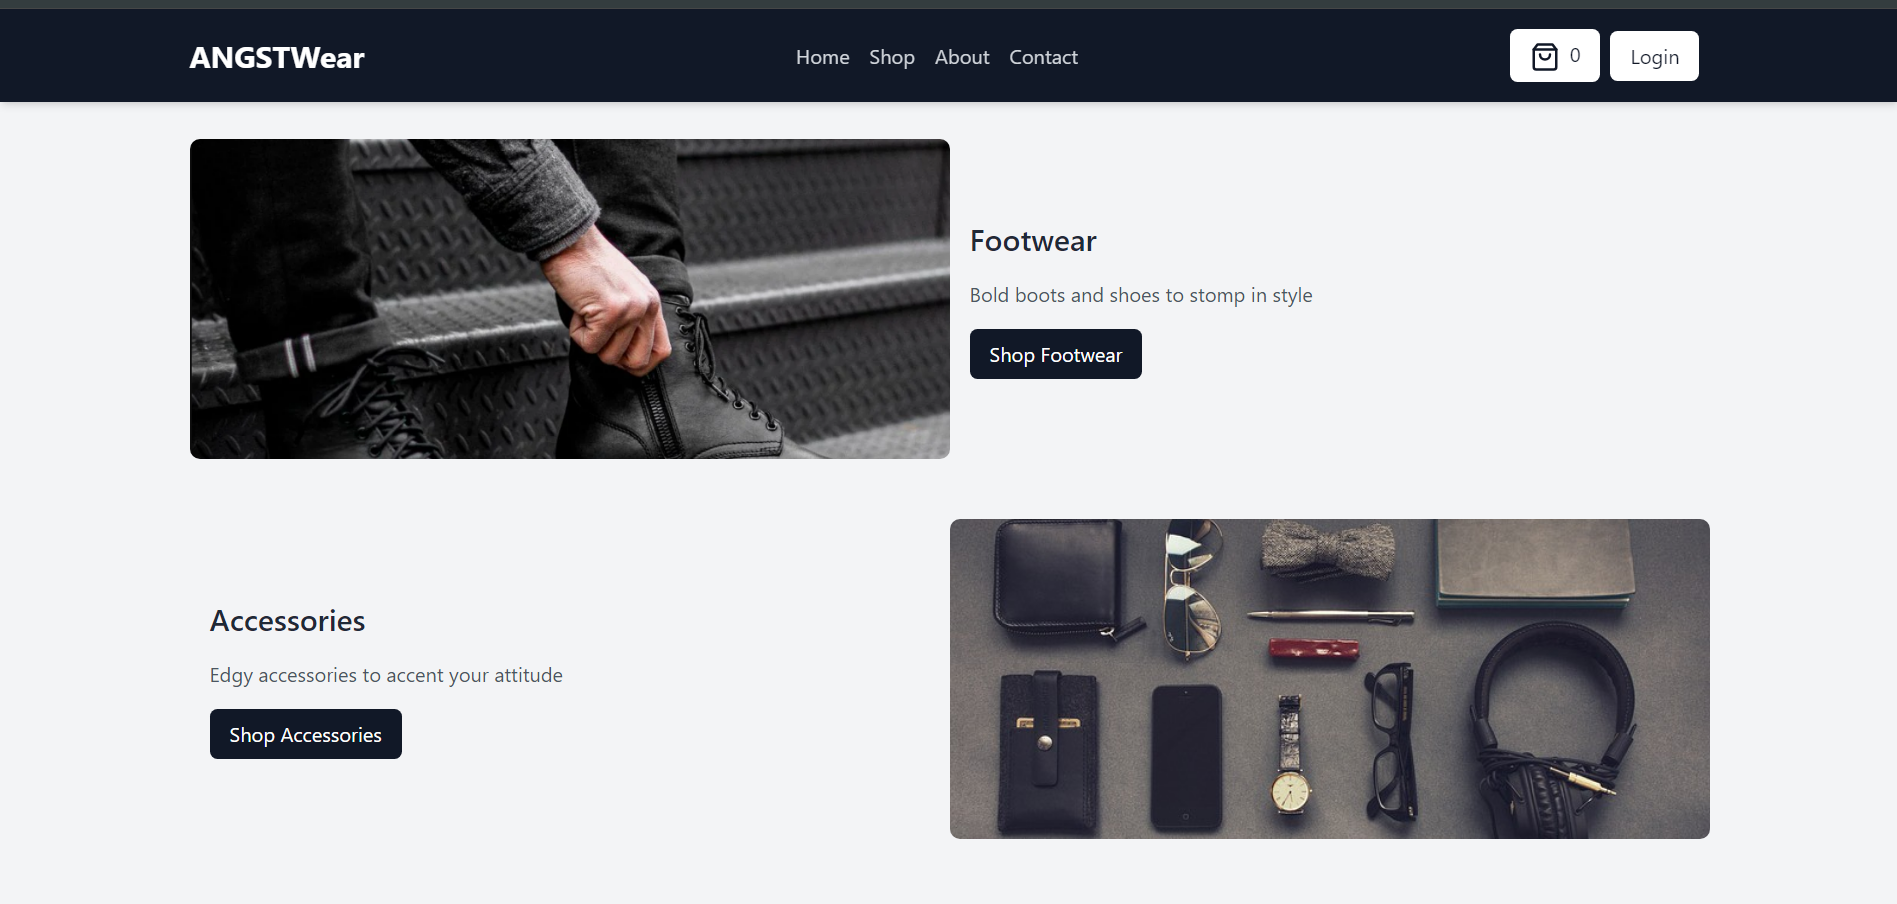 ANGSTWear
Home Shop About Contact
0
Login
Footwear
Bold boots and shoes to stomp in style
Shop Footwear
Accessories
Edgy accessories to accent your attitude
Shop Accessories